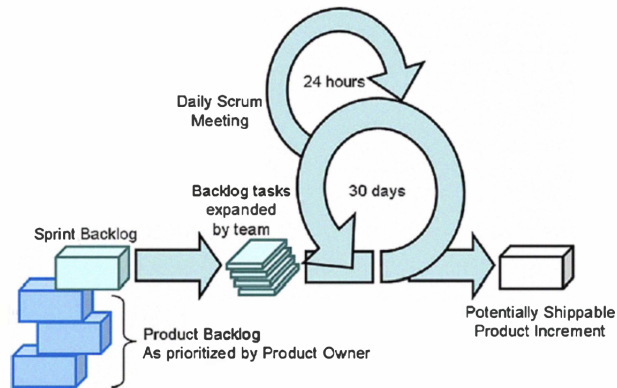 24 hours
Daily Scrum
Meeting
Backlog tasks
expanded
by team
30 days
Sprint Backlog
Product Backlog
As prioritized by Product Owner
Potentially Shippable
Product Increment